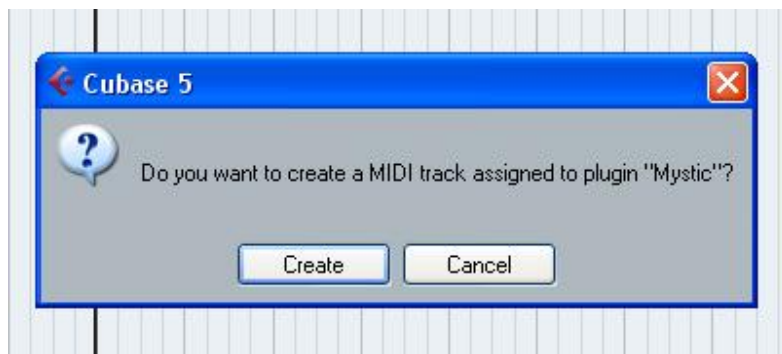 Cubase 5
Do you want to create a MIDI track assigned to plugin "Mystic"?
Create
Cancel